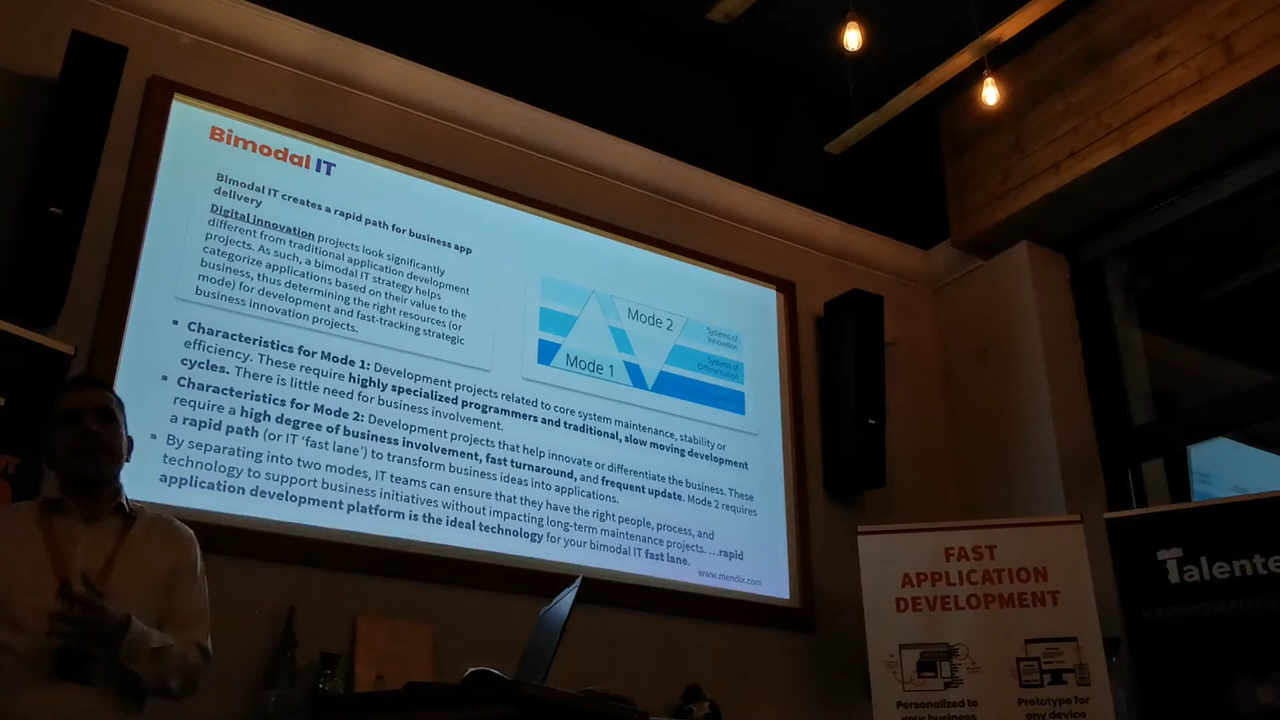 Bimodal IT
Bimodal IT creates a rapid path for business app
delivery
Digital innovation projects look significantly
different from traditional application development
projects. As such, a bimodal IT strategy helps
categorize applications based on their value to the
business, thus determining the right resources (or
mode) for development and fast-tracking strategic
business innovation projects.
Mode 2
Mode 1
Systems of
Innovation
Systems of
Differentiation
Characteristics for Mode 1: Development projects related to core system maintenance, stability or
efficiency. These require highly specialized programmers and traditional, slow moving development
cycles. There is little need for business involvement.
Characteristics for Mode 2: Development projects that help innovate or differentiate the business. These
require a high degree of business involvement, fast turnaround, and frequent update. Mode 2 requires
a rapid path (or IT ‘fast lane’) to transform business ideas into applications.
By separating into two modes, IT teams can ensure that they have the right people, process, and
technology to support business initiatives without impacting long-term maintenance projects. ...rapid
application development platform is the ideal technology for your bimodal IT fast lane.
www.mendix.com
FAST
APPLICATION
DEVELOPMENT
Personalized to
your business
Prototype for
any device
Talente